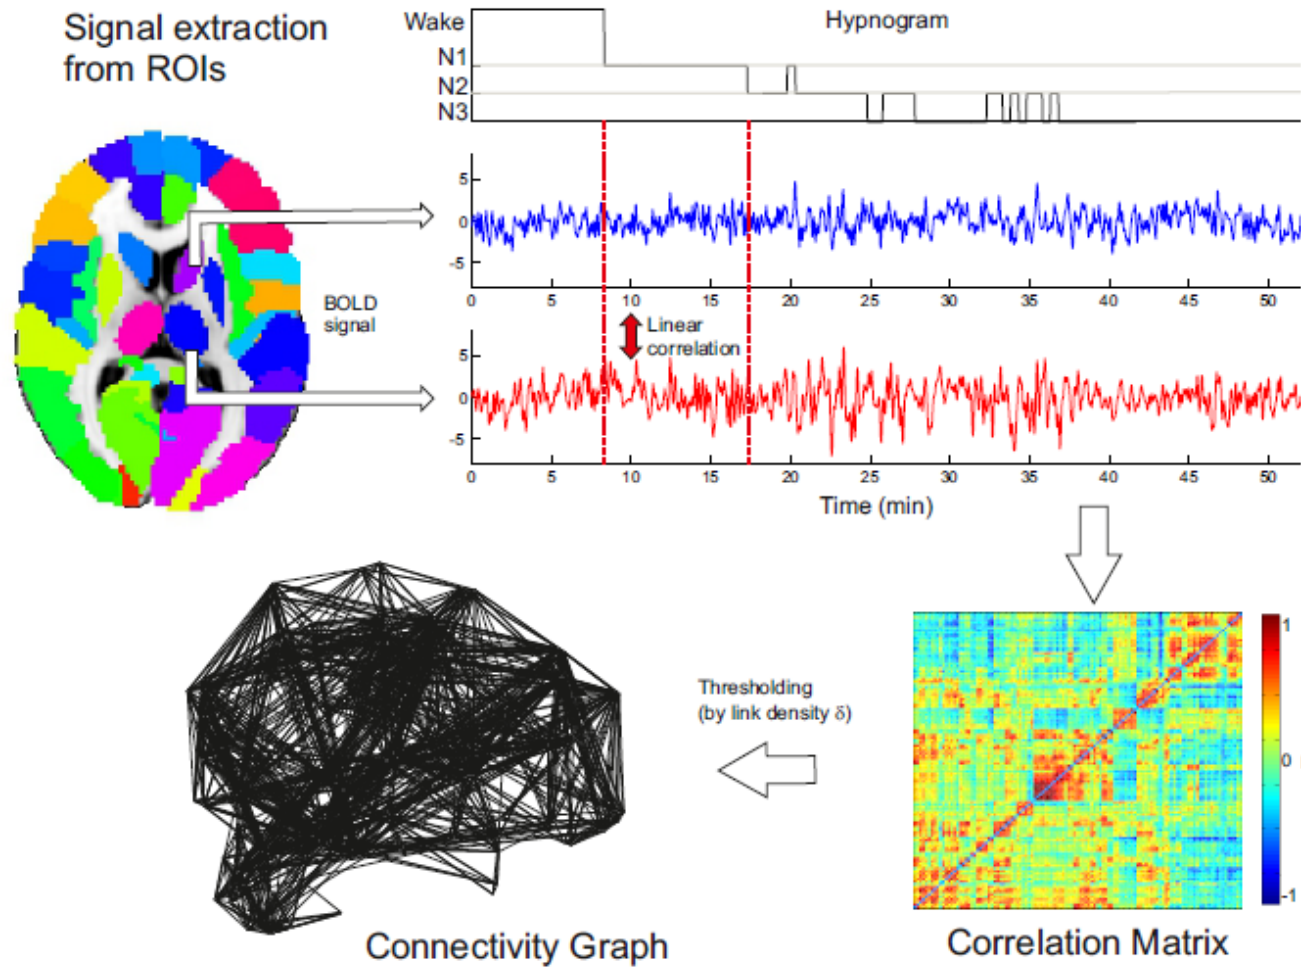 Signal extraction
from ROIs
Hypnogram
Wake
N1
N2
N3
BOLD
signal
5
0
-5
0 5 10 15 20 25 30 35 40 45 50
Linear
correlation
5
0
-5
0 5 10 15 20 25 30 35 40 45 50
Time (min)
Thresholding
(by link density δ)
1
0
-1
Connectivity Graph
Correlation Matrix